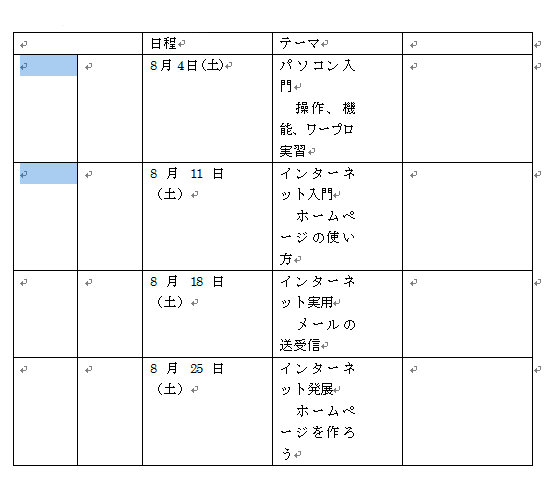 日程 テーマ
8月4日(土) パソコン入
門
操作、機
能、ワープロ
実習
8月11日 インターネ
（土） ット入門
ホームペ
ージの使い
方
8月18日 インターネ
（土） ット実用
メールの
送受信
8月25日 インターネ
（土） ット発展
ホームペ
ージを作ろ
う